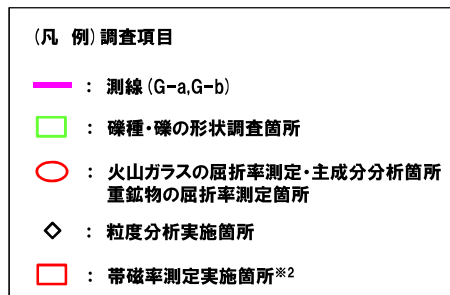 (凡 例)調査項目
: 測線(G-a,G-b)
: 礫種・礫の形状調査箇所
: 火山ガラスの屈折率測定・主成分分析箇所
重鉱物の屈折率測定箇所
: 粒度分析実施箇所
: 帯磁率測定実施箇所※2